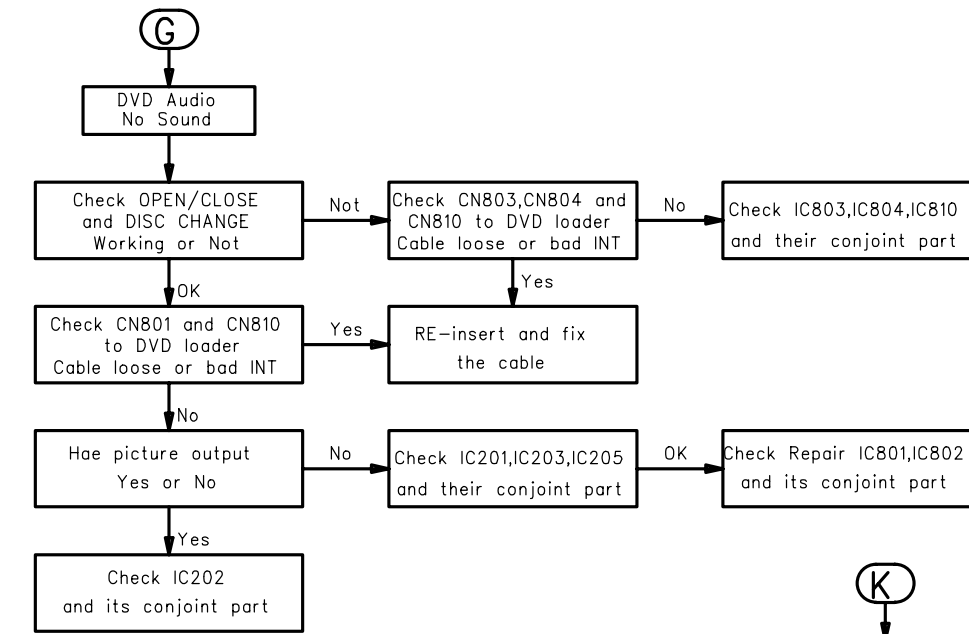 G
DVD Audio
No Sound
Check OPEN/CLOSE
and DISC CHANGE
Working or Not
Not
Check CN803,CN804 and
CN810 to DVD loader
Cable loose or bad INT
No
Check IC803,IC804,IC810
and their conjoint part
OK
Yes
Check CN801 and CN810
to DVD loader
Cable loose or bad INT
Yes
RE-insert and fix
the cable
No
Hae picture output
Yes or No
No
Check IC201,IC203,IC205
and their conjoint part
OK
Check Repair IC801,IC802
and its conjoint part
Yes
Check IC202
and its conjoint part
K